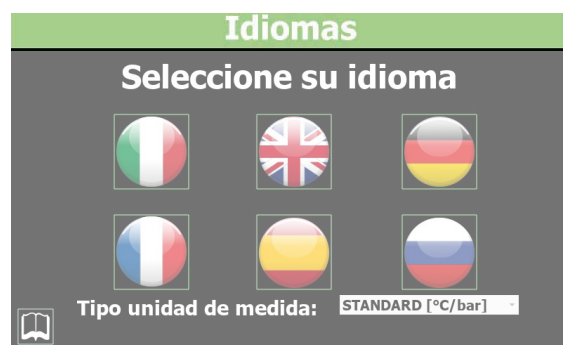 Idiomas
Seleccione su idioma
Tipo unidad de medida: STANDARD [°C/bar]